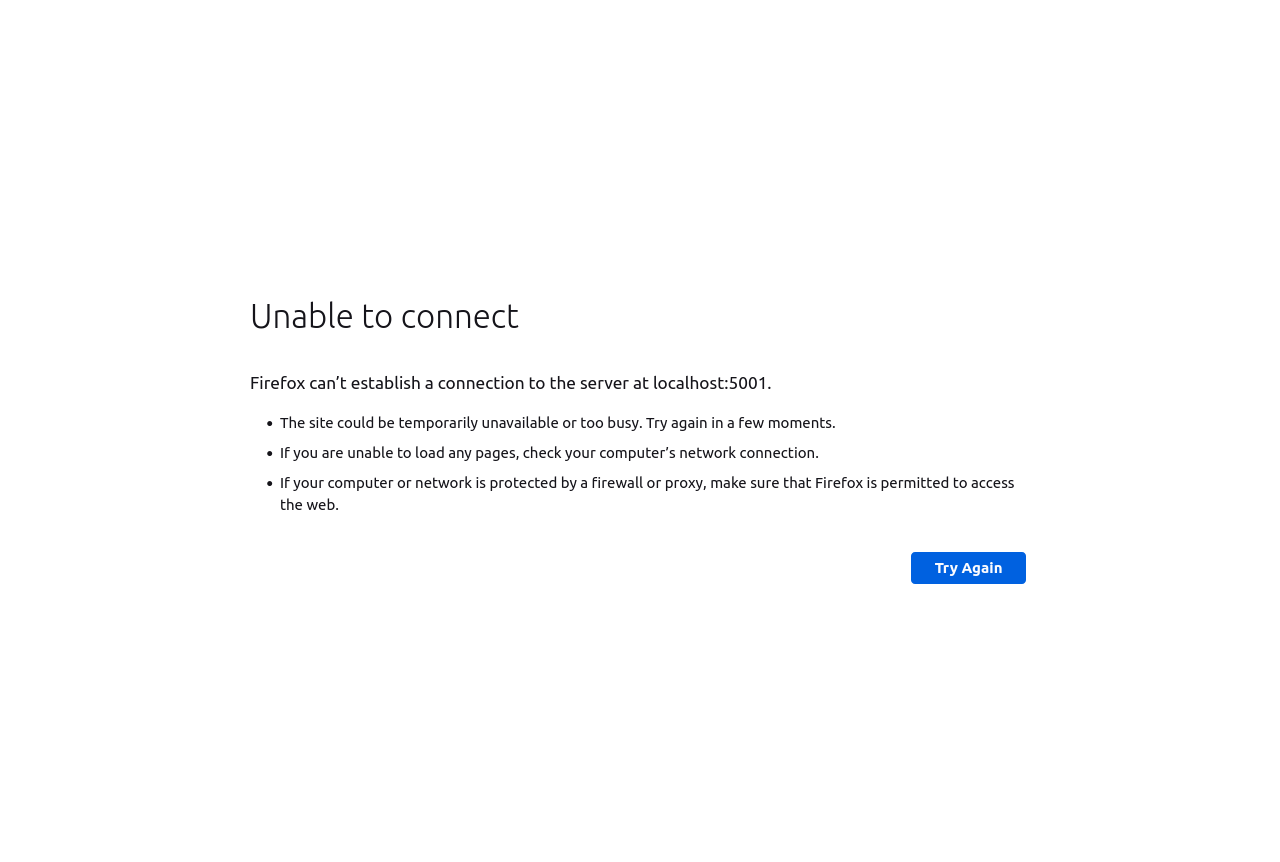 Unable to connect
Firefox can’t establish a connection to the server at localhost:5001.
• The site could be temporarily unavailable or too busy. Try again in a few moments.
• If you are unable to load any pages, check your computer’s network connection.
• If your computer or network is protected by a firewall or proxy, make sure that Firefox is permitted to access
the web.
Try Again